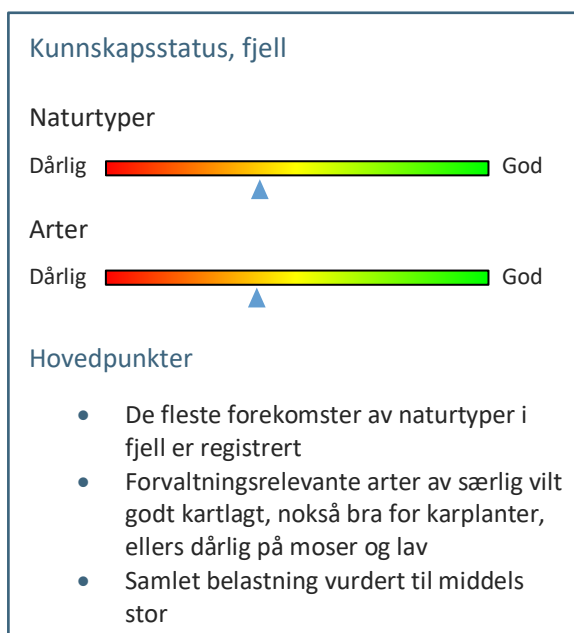 Kunnskapsstatus, fjell
Naturtyper
Dårlig God
Arter
Dårlig God
Hovedpunkter
• De fleste forekomster av naturtyper i
fjell er registrert
• Forvaltningsrelevante arter av særlig vilt
godt kartlagt, nokså bra for karplanter,
ellers dårlig på moser og lav
• Samlet belastning vurdert til middels
stor